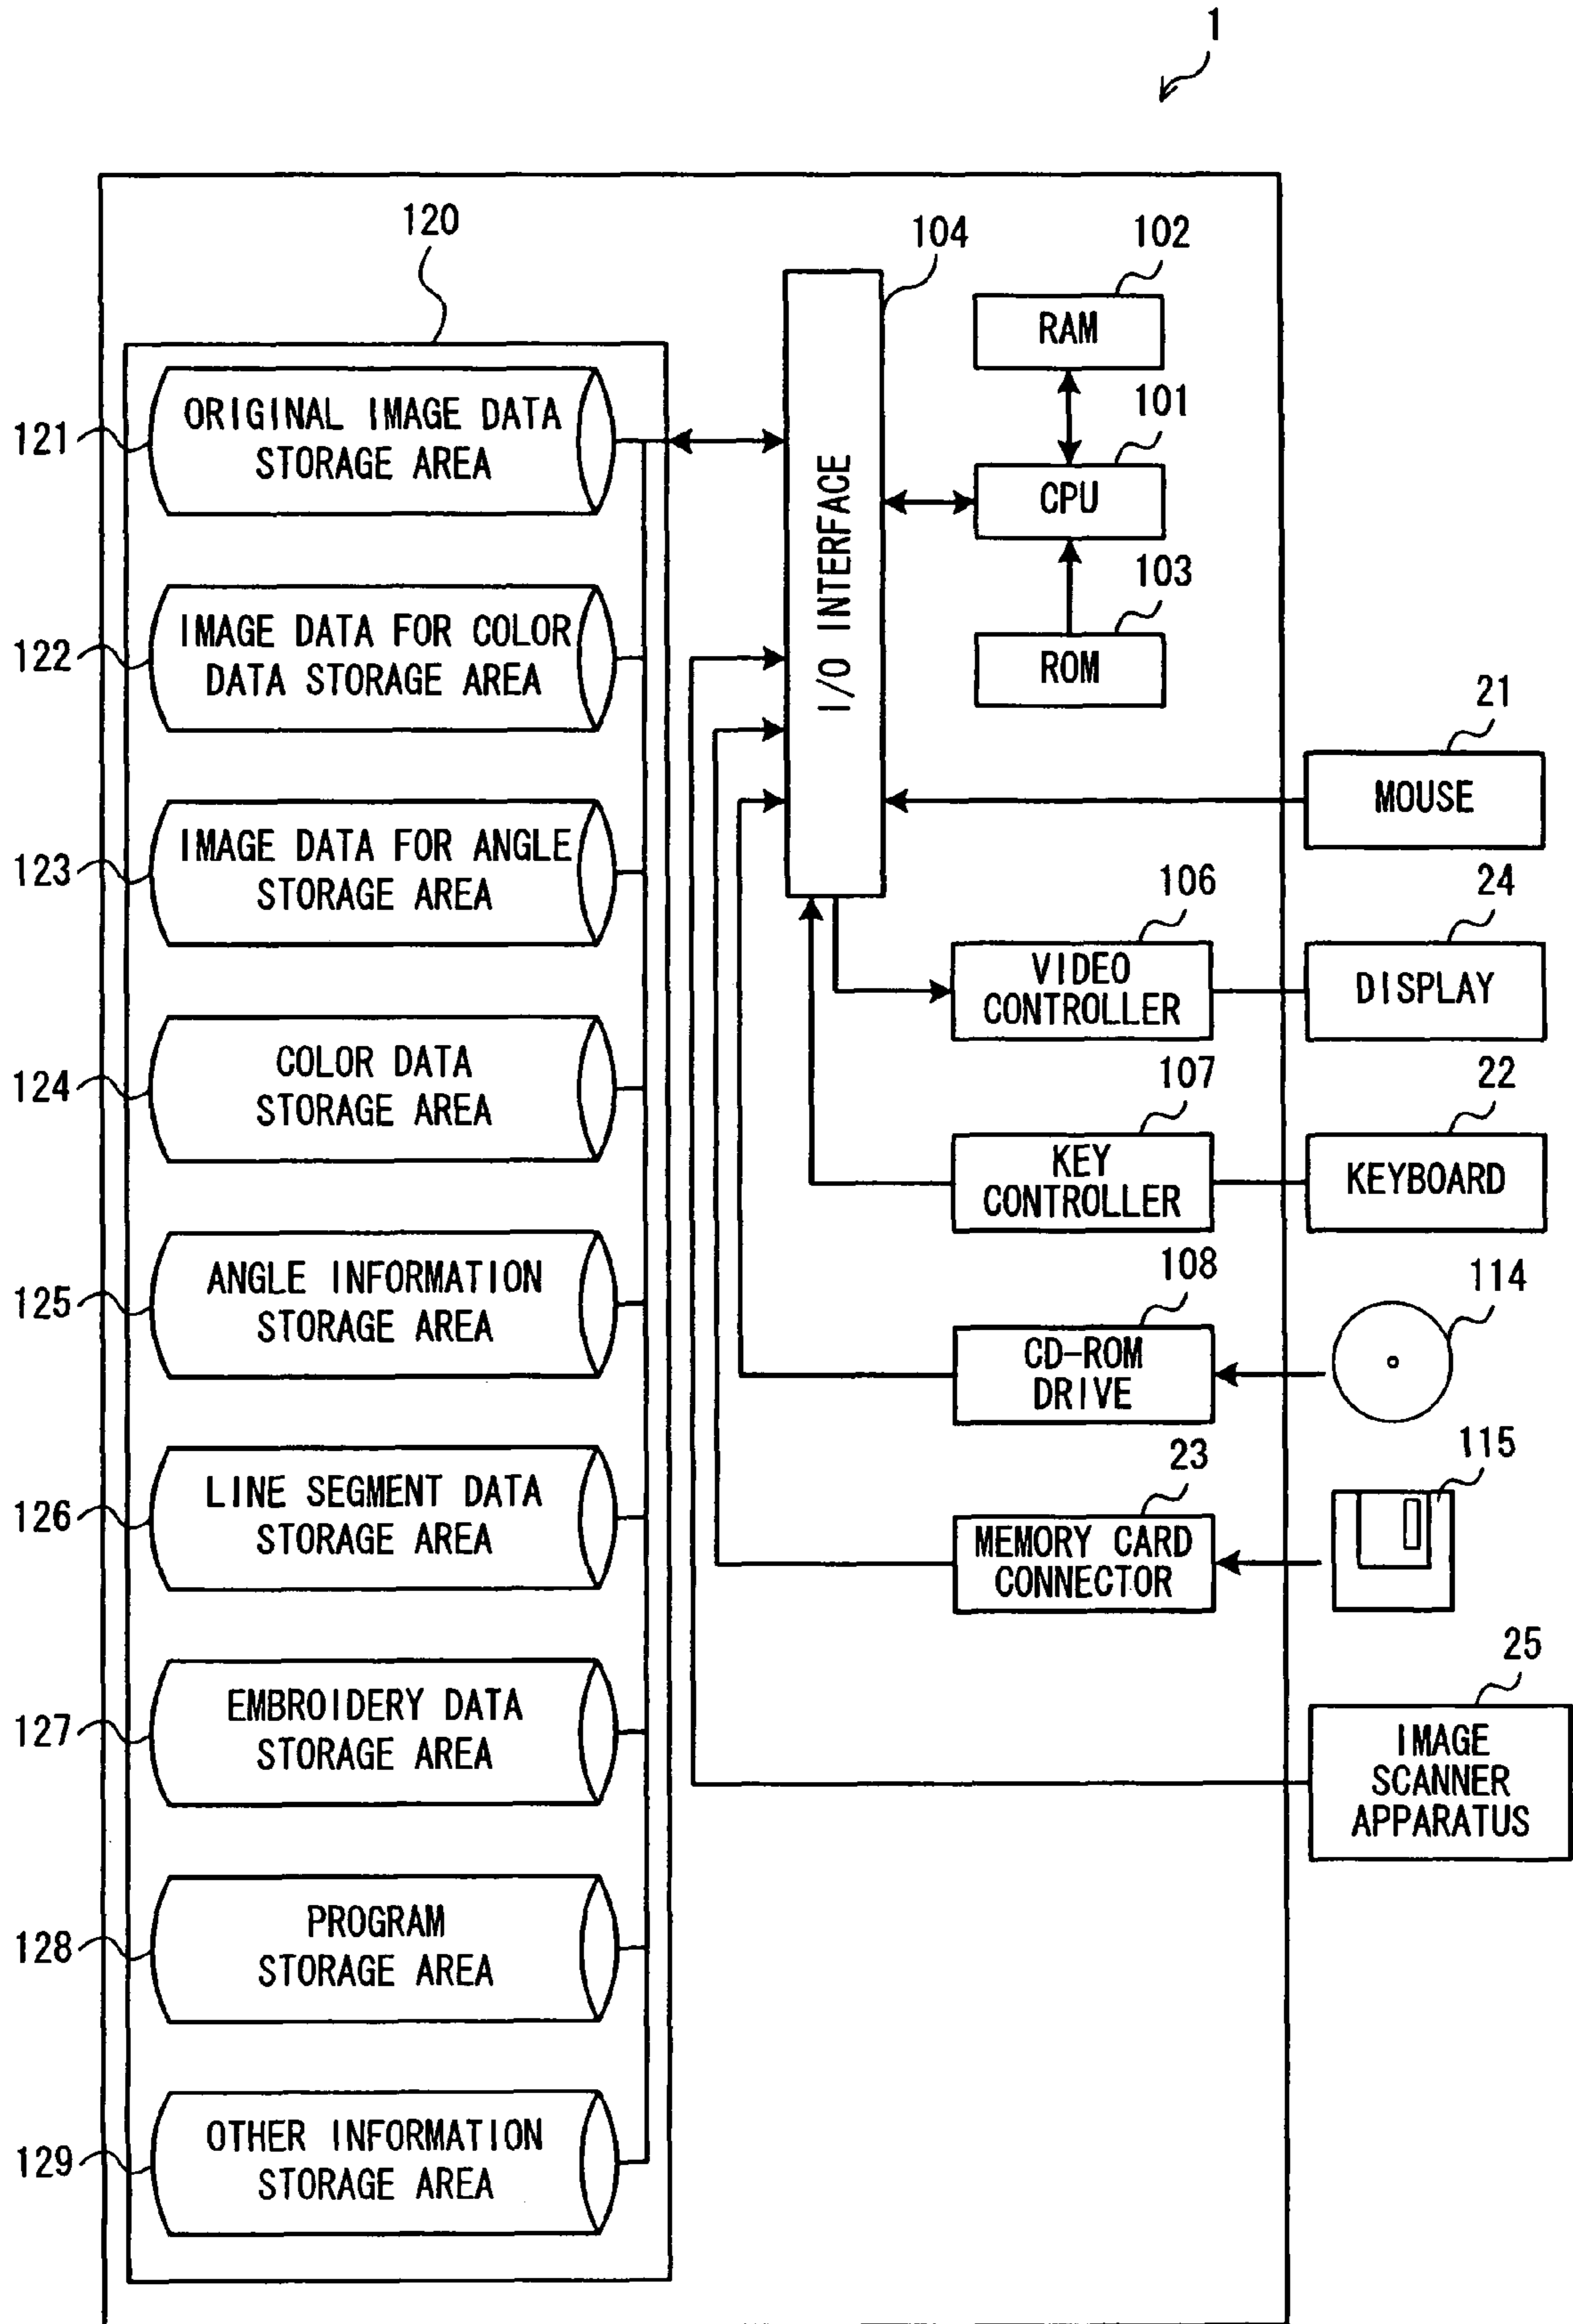 1
120
104
102
RAM
101
CPU
103
ROM
I/O INTERFACE
121
ORIGINAL IMAGE DATA
STORAGE AREA
122
IMAGE DATA FOR COLOR
DATA STORAGE AREA
123
IMAGE DATA FOR ANGLE
STORAGE AREA
124
COLOR DATA
STORAGE AREA
125
ANGLE INFORMATION
STORAGE AREA
126
LINE SEGMENT DATA
STORAGE AREA
127
EMBROIDERY DATA
STORAGE AREA
128
PROGRAM
STORAGE AREA
129
OTHER INFORMATION
STORAGE AREA
21
MOUSE
106
VIDEO
CONTROLLER
24
DISPLAY
107
KEY
CONTROLLER
22
KEYBOARD
108
CD-ROM
DRIVE
114
23
MEMORY CARD
CONNECTOR
115
25
IMAGE
SCANNER
APPARATUS